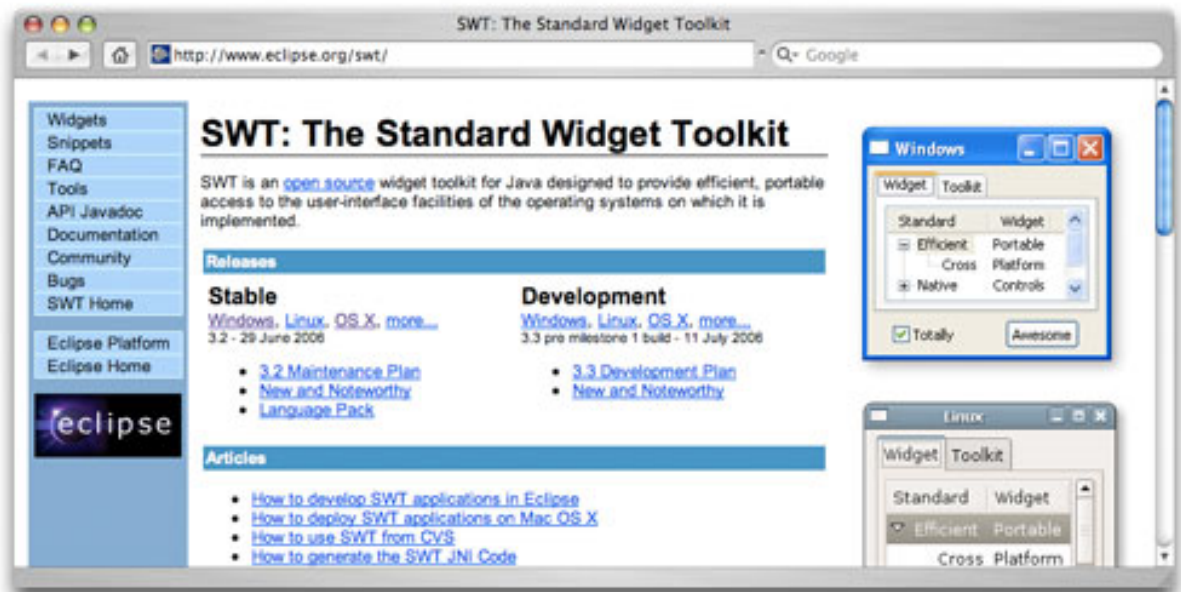 SWT: The Standard Widget Toolkit
http://www.eclipse.org/swt/
Google
Widgets
Snippets
FAQ
Tools
API Javadoc
Documentation
Community
Bugs
SWT Home
Eclipse Platform
Eclipse Home
eclipse
SWT: The Standard Widget Toolkit
SWT is an open source widget toolkit for Java designed to provide efficient, portable
access to the user-interface facilities of the operating systems on which it is
implemented.
Releases
Stable
Windows, Linux, OS X, more...
3.2 - 29 June 2006
3.2 Maintenance Plan
New and Noteworthy
Language Pack
Development
Windows, Linux, OS X, more...
3.3 pre milestone 1 build - 11 July 2006
3.3 Development Plan
New and Noteworthy
Articles
How to develop SWT applications in Eclipse
How to deploy SWT applications on Mac OS X
How to use SWT from CVS
How to generate the SWT JNI Code
Windows
Widget Toolkit
Standard Widget
Efficient Portable
Cross Platform
Native Controls
Totally Awesome
Linux
Widget Toolkit
Standard Widget
Efficient Portable
Cross Platform